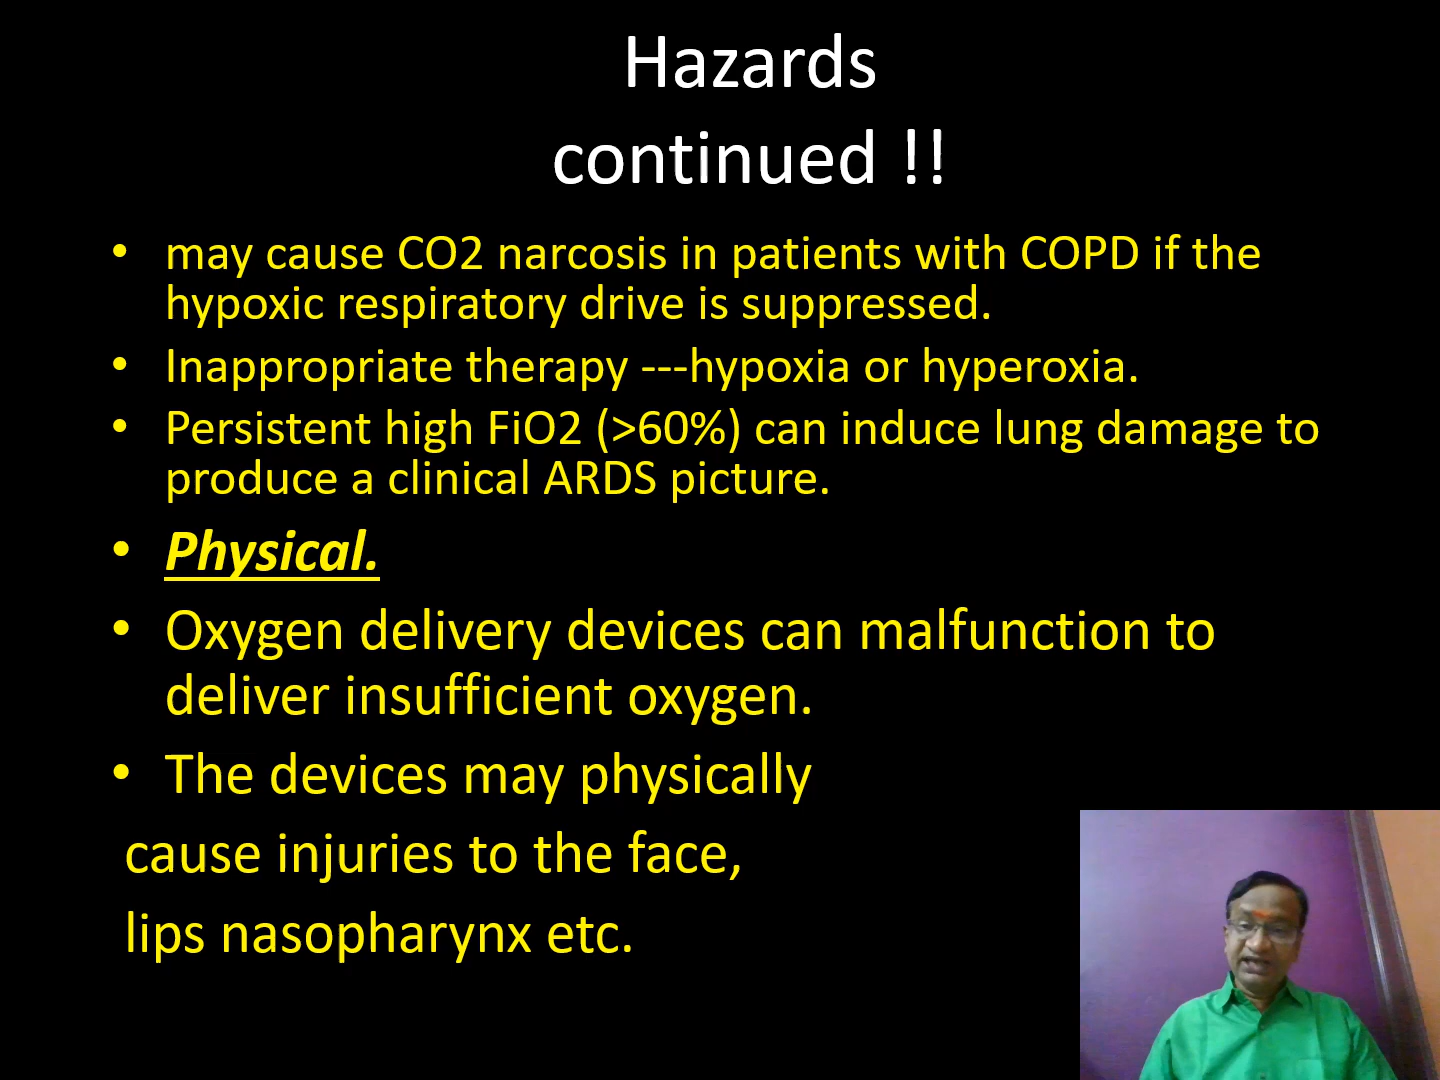 Hazards
continued !!
• may cause CO2 narcosis in patients with COPD if the
hypoxic respiratory drive is suppressed.
• Inappropriate therapy ---hypoxia or hyperoxia.
• Persistent high FiO2 (>60%) can induce lung damage to
produce a clinical ARDS picture.
• Physical.
• Oxygen delivery devices can malfunction to
deliver insufficient oxygen.
• The devices may physically
cause injuries to the face,
lips nasopharynx etc.